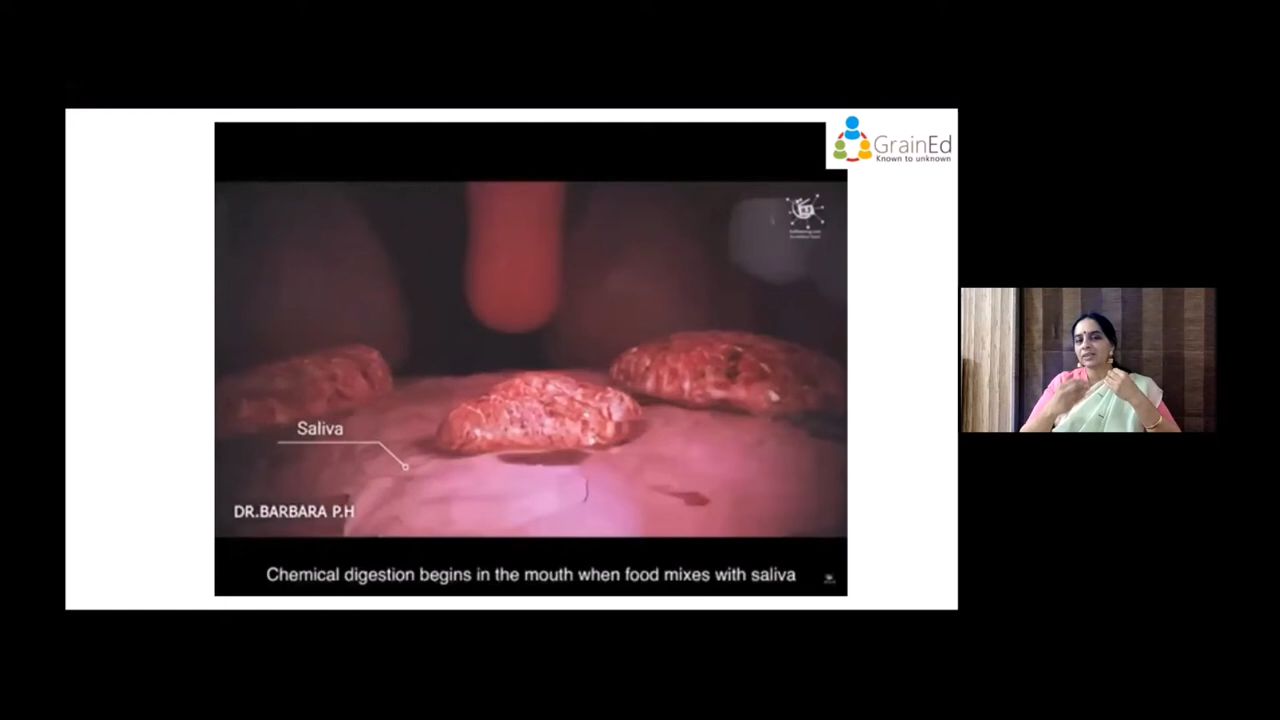 GrainEd
Known to unknown
Saliva
DR.BARBARA P.H
Chemical digestion begins in the mouth when food mixes with saliva